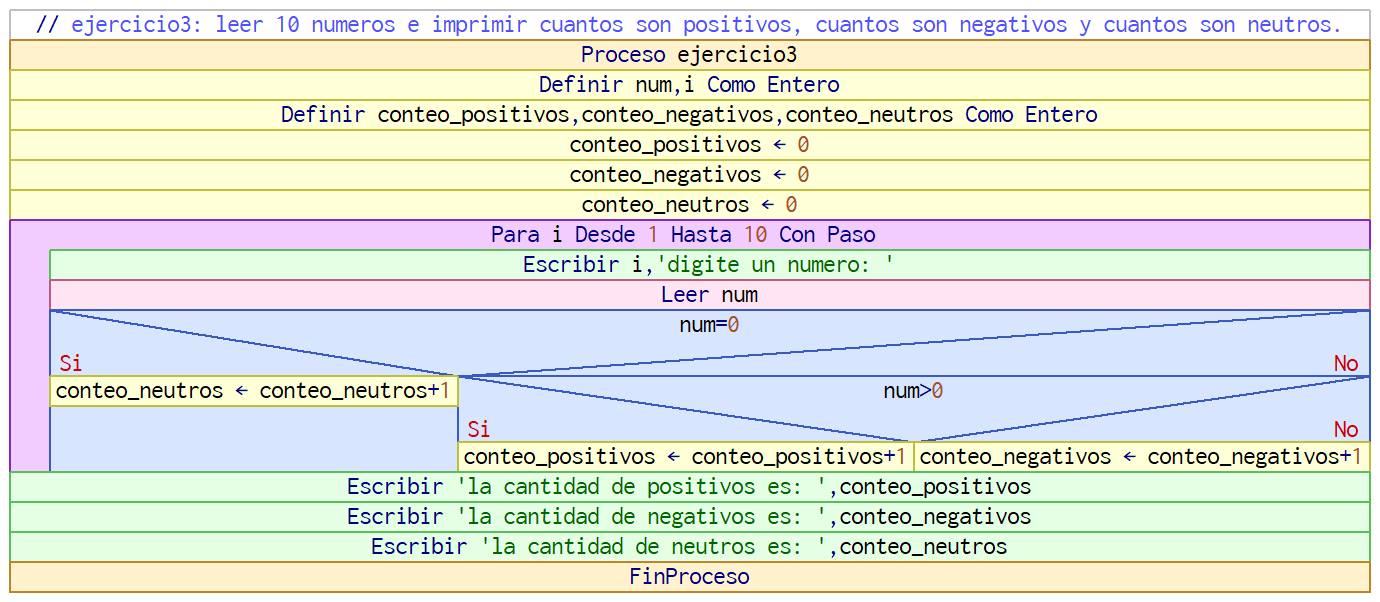 // ejercicio3: leer 10 numeros e imprimir cuantos son positivos, cuantos son negativos y cuantos son neutros.
Proceso ejercicio3
Definir num,i Como Entero
Definir conteo_positivos,conteo_negativos,conteo_neutros Como Entero
conteo_positivos ← 0
conteo_negativos ← 0
conteo_neutros ← 0
Para i Desde 1 Hasta 10 Con Paso
Escribir i,'digite un numero: '
Leer num
num=0
Si No
conteo_neutros ← conteo_neutros+1
num>0
Si No
conteo_positivos ← conteo_positivos+1 conteo_negativos ← conteo_negativos+1
Escribir 'la cantidad de positivos es: ',conteo_positivos
Escribir 'la cantidad de negativos es: ',conteo_negativos
Escribir 'la cantidad de neutros es: ',conteo_neutros
FinProceso